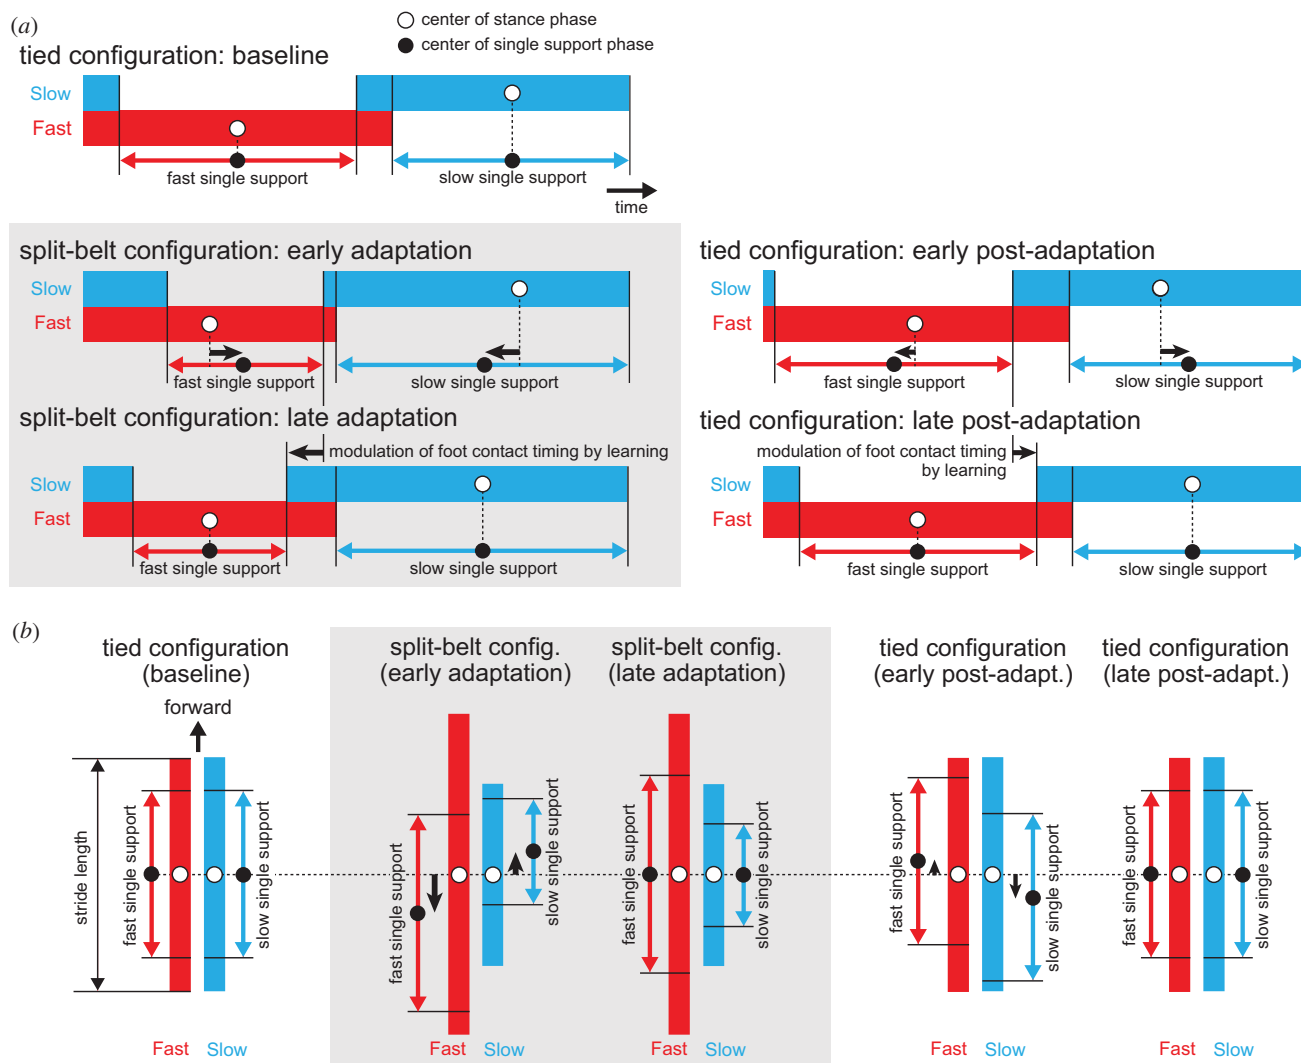 (a)
center of stance phase
center of single support phase
tied configuration: baseline
Slow
Fast
fast single support
slow single support
time
split-belt configuration: early adaptation
Slow
Fast
fast single support
slow single support
tied configuration: early post-adaptation
fast single support
slow single support
split-belt configuration: late adaptation
modulation of foot contact timing by learning
Slow
Fast
fast single support
slow single support
tied configuration: late post-adaptation
modulation of foot contact timing
by learning
fast single support
slow single support
(b)
tied configuration
(baseline)
forward
stride length
fast single support
slow single support
Fast
Slow
split-belt config.
(early adaptation)
fast single support
slow single support
Fast
Slow
split-belt config.
(late adaptation)
fast single support
slow single support
Fast
Slow
tied configuration
(early post-adapt.)
fast single support
slow single support
Fast
Slow
tied configuration
(late post-adapt.)
fast single support
slow single support
Fast
Slow